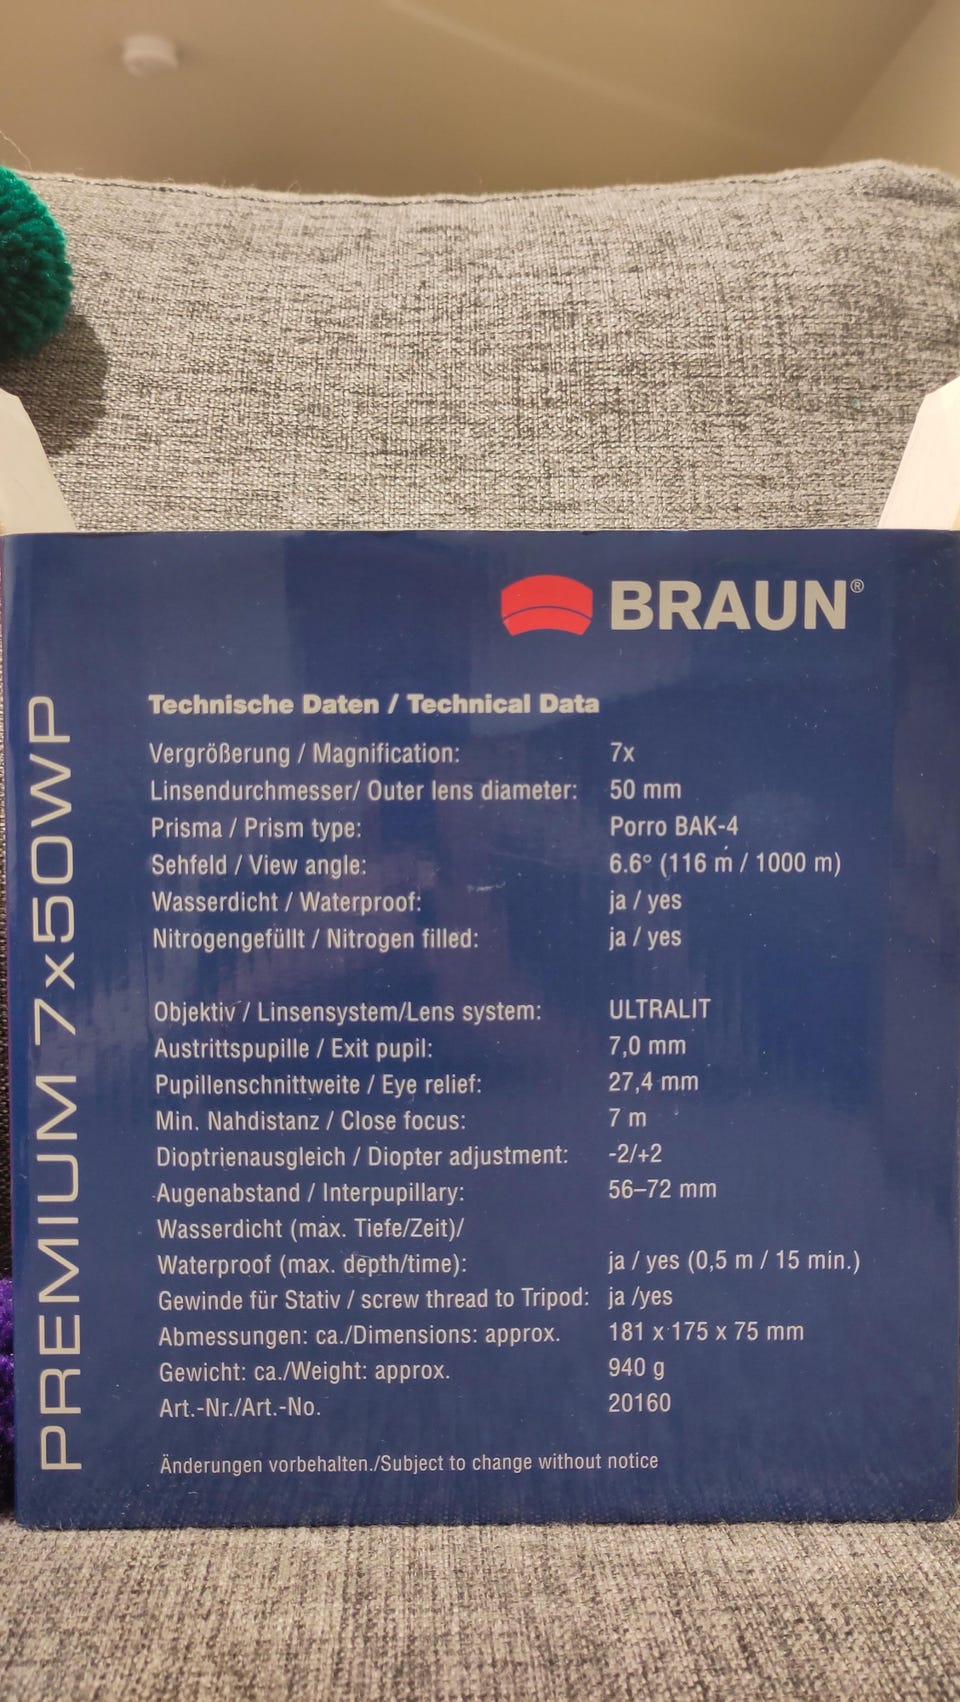 BRAUN®
PREMIUM 7x50WP
Technische Daten / Technical Data
Vergrößerung / Magnification: 7x
Linsendurchmesser/ Outer lens diameter: 50 mm
Prisma / Prism type: Porro BAK-4
Sehfeld / View angle: 6.6° (116 m / 1000 m)
Wasserdicht / Waterproof: ja / yes
Nitrogengefüllt / Nitrogen filled: ja / yes
Objektiv / Linsensystem/Lens system: ULTRALIT
Austrittspupille / Exit pupil: 7,0 mm
Pupillenschnittweite / Eye relief: 27,4 mm
Min. Nahdistanz / Close focus: 7 m
Dioptrienausgleich / Diopter adjustment: -2/+2
Augenabstand / Interpupillary: 56–72 mm
Wasserdicht (max. Tiefe/Zeit)/
Waterproof (max. depth/time): ja / yes (0,5 m / 15 min.)
Gewinde für Stativ / screw thread to Tripod: ja /yes
Abmessungen: ca./Dimensions: approx. 181 x 175 x 75 mm
Gewicht: ca./Weight: approx. 940 g
Art.-Nr./Art.-No. 20160
Änderungen vorbehalten./Subject to change without notice